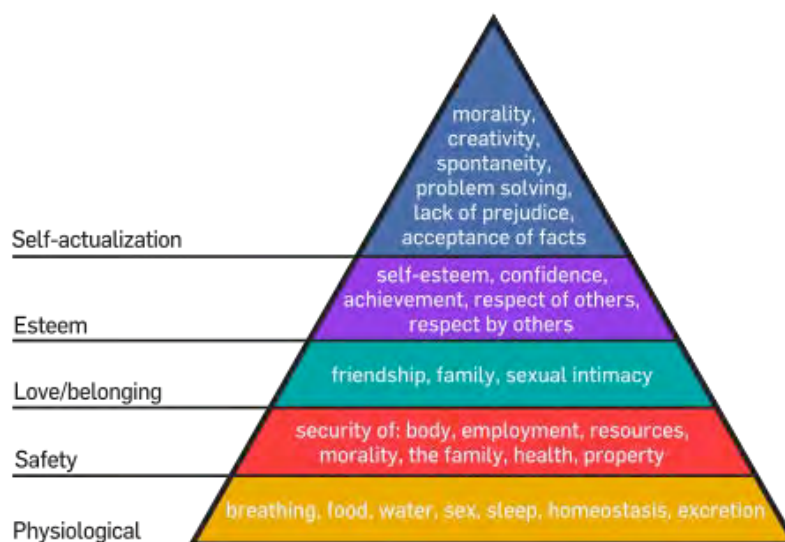 morality,
creativity,
spontaneity,
problem solving,
lack of prejudice,
acceptance of facts
Self-actualization
self-esteem, confidence,
achievement, respect of others,
respect by others
Esteem
friendship, family, sexual intimacy
Love/belonging
security of: body, employment, resources,
morality, the family, health, property
Safety
breathing, food, water, sex, sleep, homeostasis, excretion
Physiological